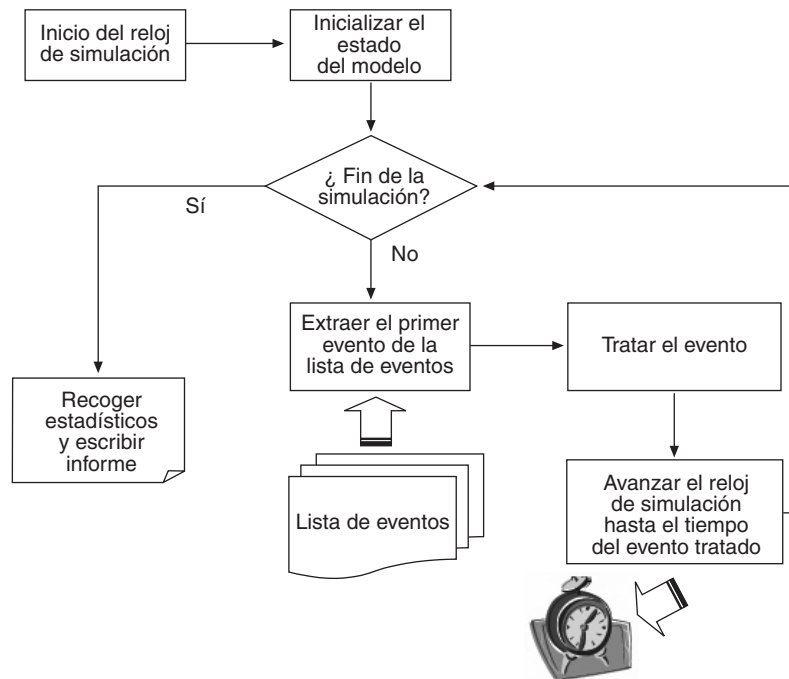 Inicio del reloj
de simulación
Inicializar el
estado
del modelo
¿ Fin de la
simulación?
Sí
No
Extraer el primer
evento de la
lista de eventos
Tratar el evento
Recoger
estadísticos
y escribir
informe
Lista de eventos
Avanzar el reloj
de simulación
hasta el tiempo
del evento tratado